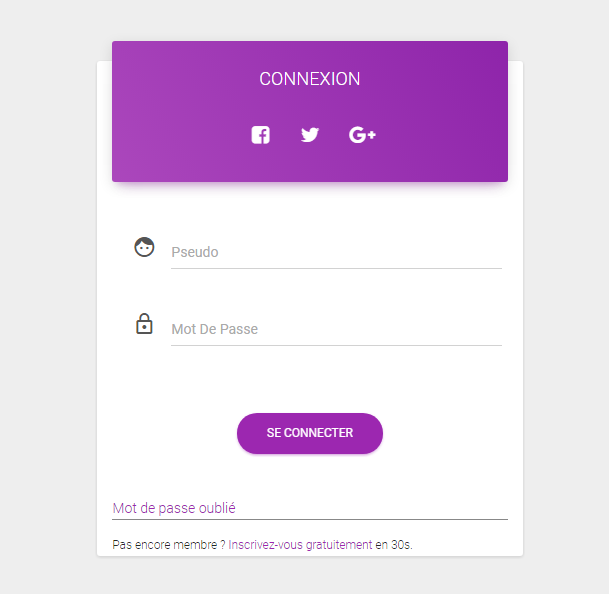 CONNEXION
G+
Pseudo
Mot De Passe
SE CONNECTER
Mot de passe oublié
Pas encore membre ? Inscrivez-vous gratuitement en 30s.